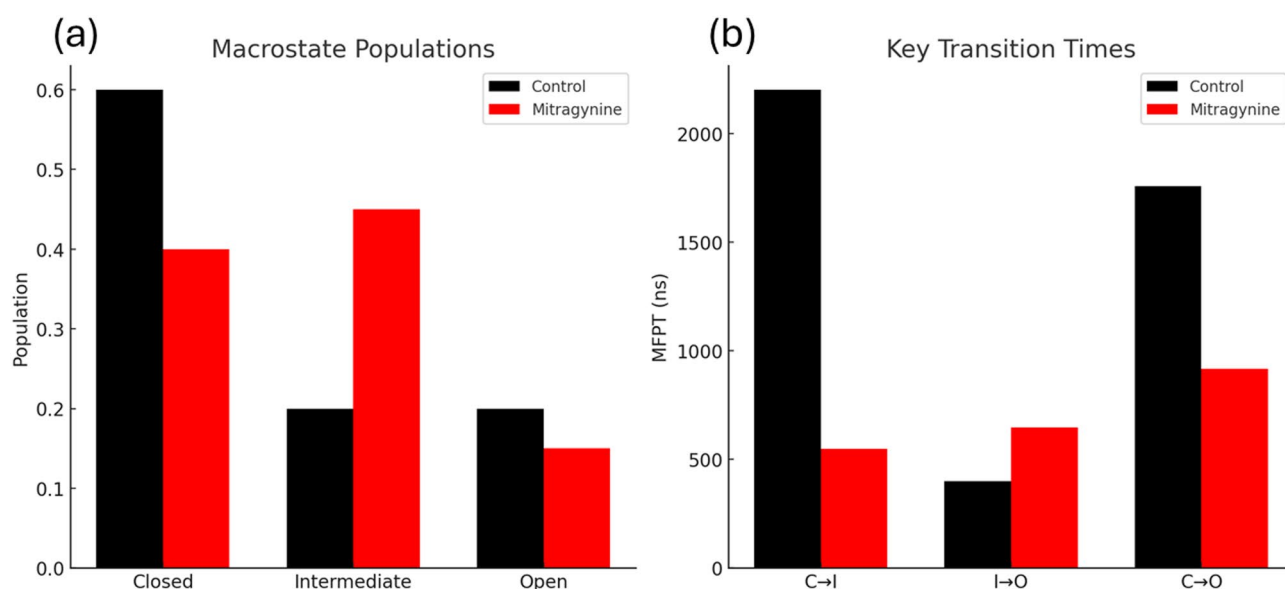 (a)
Macrostate Populations
Control
Mitragynine
Population
0.6
0.5
0.4
0.3
0.2
0.1
0.0
Closed
Intermediate
Open
(b)
Key Transition Times
Control
Mitragynine
MFPT (ns)
2000
1500
1000
500
0
C→I
I→O
C→O